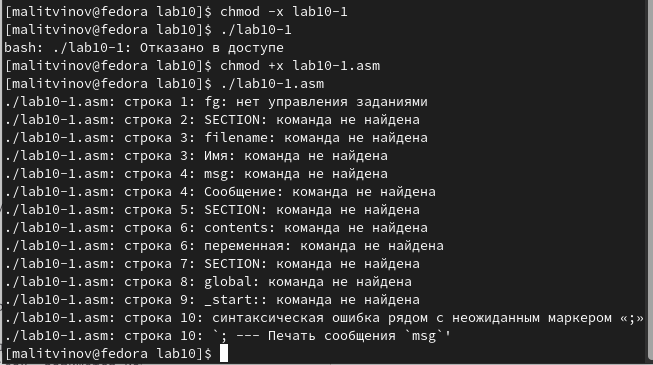 [malitvinov@fedora lab10]$ chmod -x lab10-1
[malitvinov@fedora lab10]$ ./lab10-1
bash: ./lab10-1: Отказано в доступе
[malitvinov@fedora lab10]$ chmod +x lab10-1.asm
[malitvinov@fedora lab10]$ ./lab10-1.asm
./lab10-1.asm: строка 1: fg: нет управления заданиями
./lab10-1.asm: строка 2: SECTION: команда не найдена
./lab10-1.asm: строка 3: filename: команда не найдена
./lab10-1.asm: строка 3: Имя: команда не найдена
./lab10-1.asm: строка 4: msg: команда не найдена
./lab10-1.asm: строка 4: Сообщение: команда не найдена
./lab10-1.asm: строка 5: SECTION: команда не найдена
./lab10-1.asm: строка 6: contents: команда не найдена
./lab10-1.asm: строка 6: переменная: команда не найдена
./lab10-1.asm: строка 7: SECTION: команда не найдена
./lab10-1.asm: строка 8: global: команда не найдена
./lab10-1.asm: строка 9: _start:: команда не найдена
./lab10-1.asm: строка 10: синтаксическая ошибка рядом с неожиданным маркером «;»
./lab10-1.asm: строка 10: `; --- Печать сообщения `msg`'
[malitvinov@fedora lab10]$